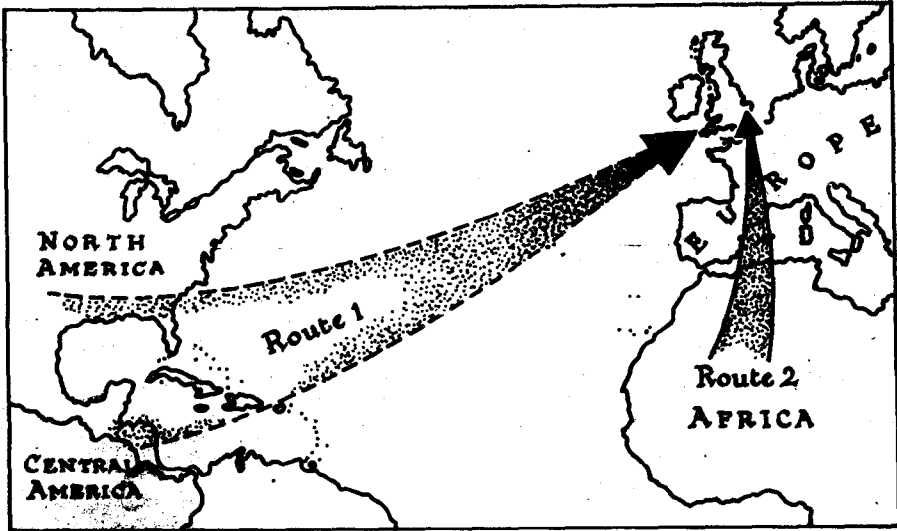 NORTH
AMERICA
Route 1
CENTRAL
AMERICA
EUROPE
Route 2
AFRICA